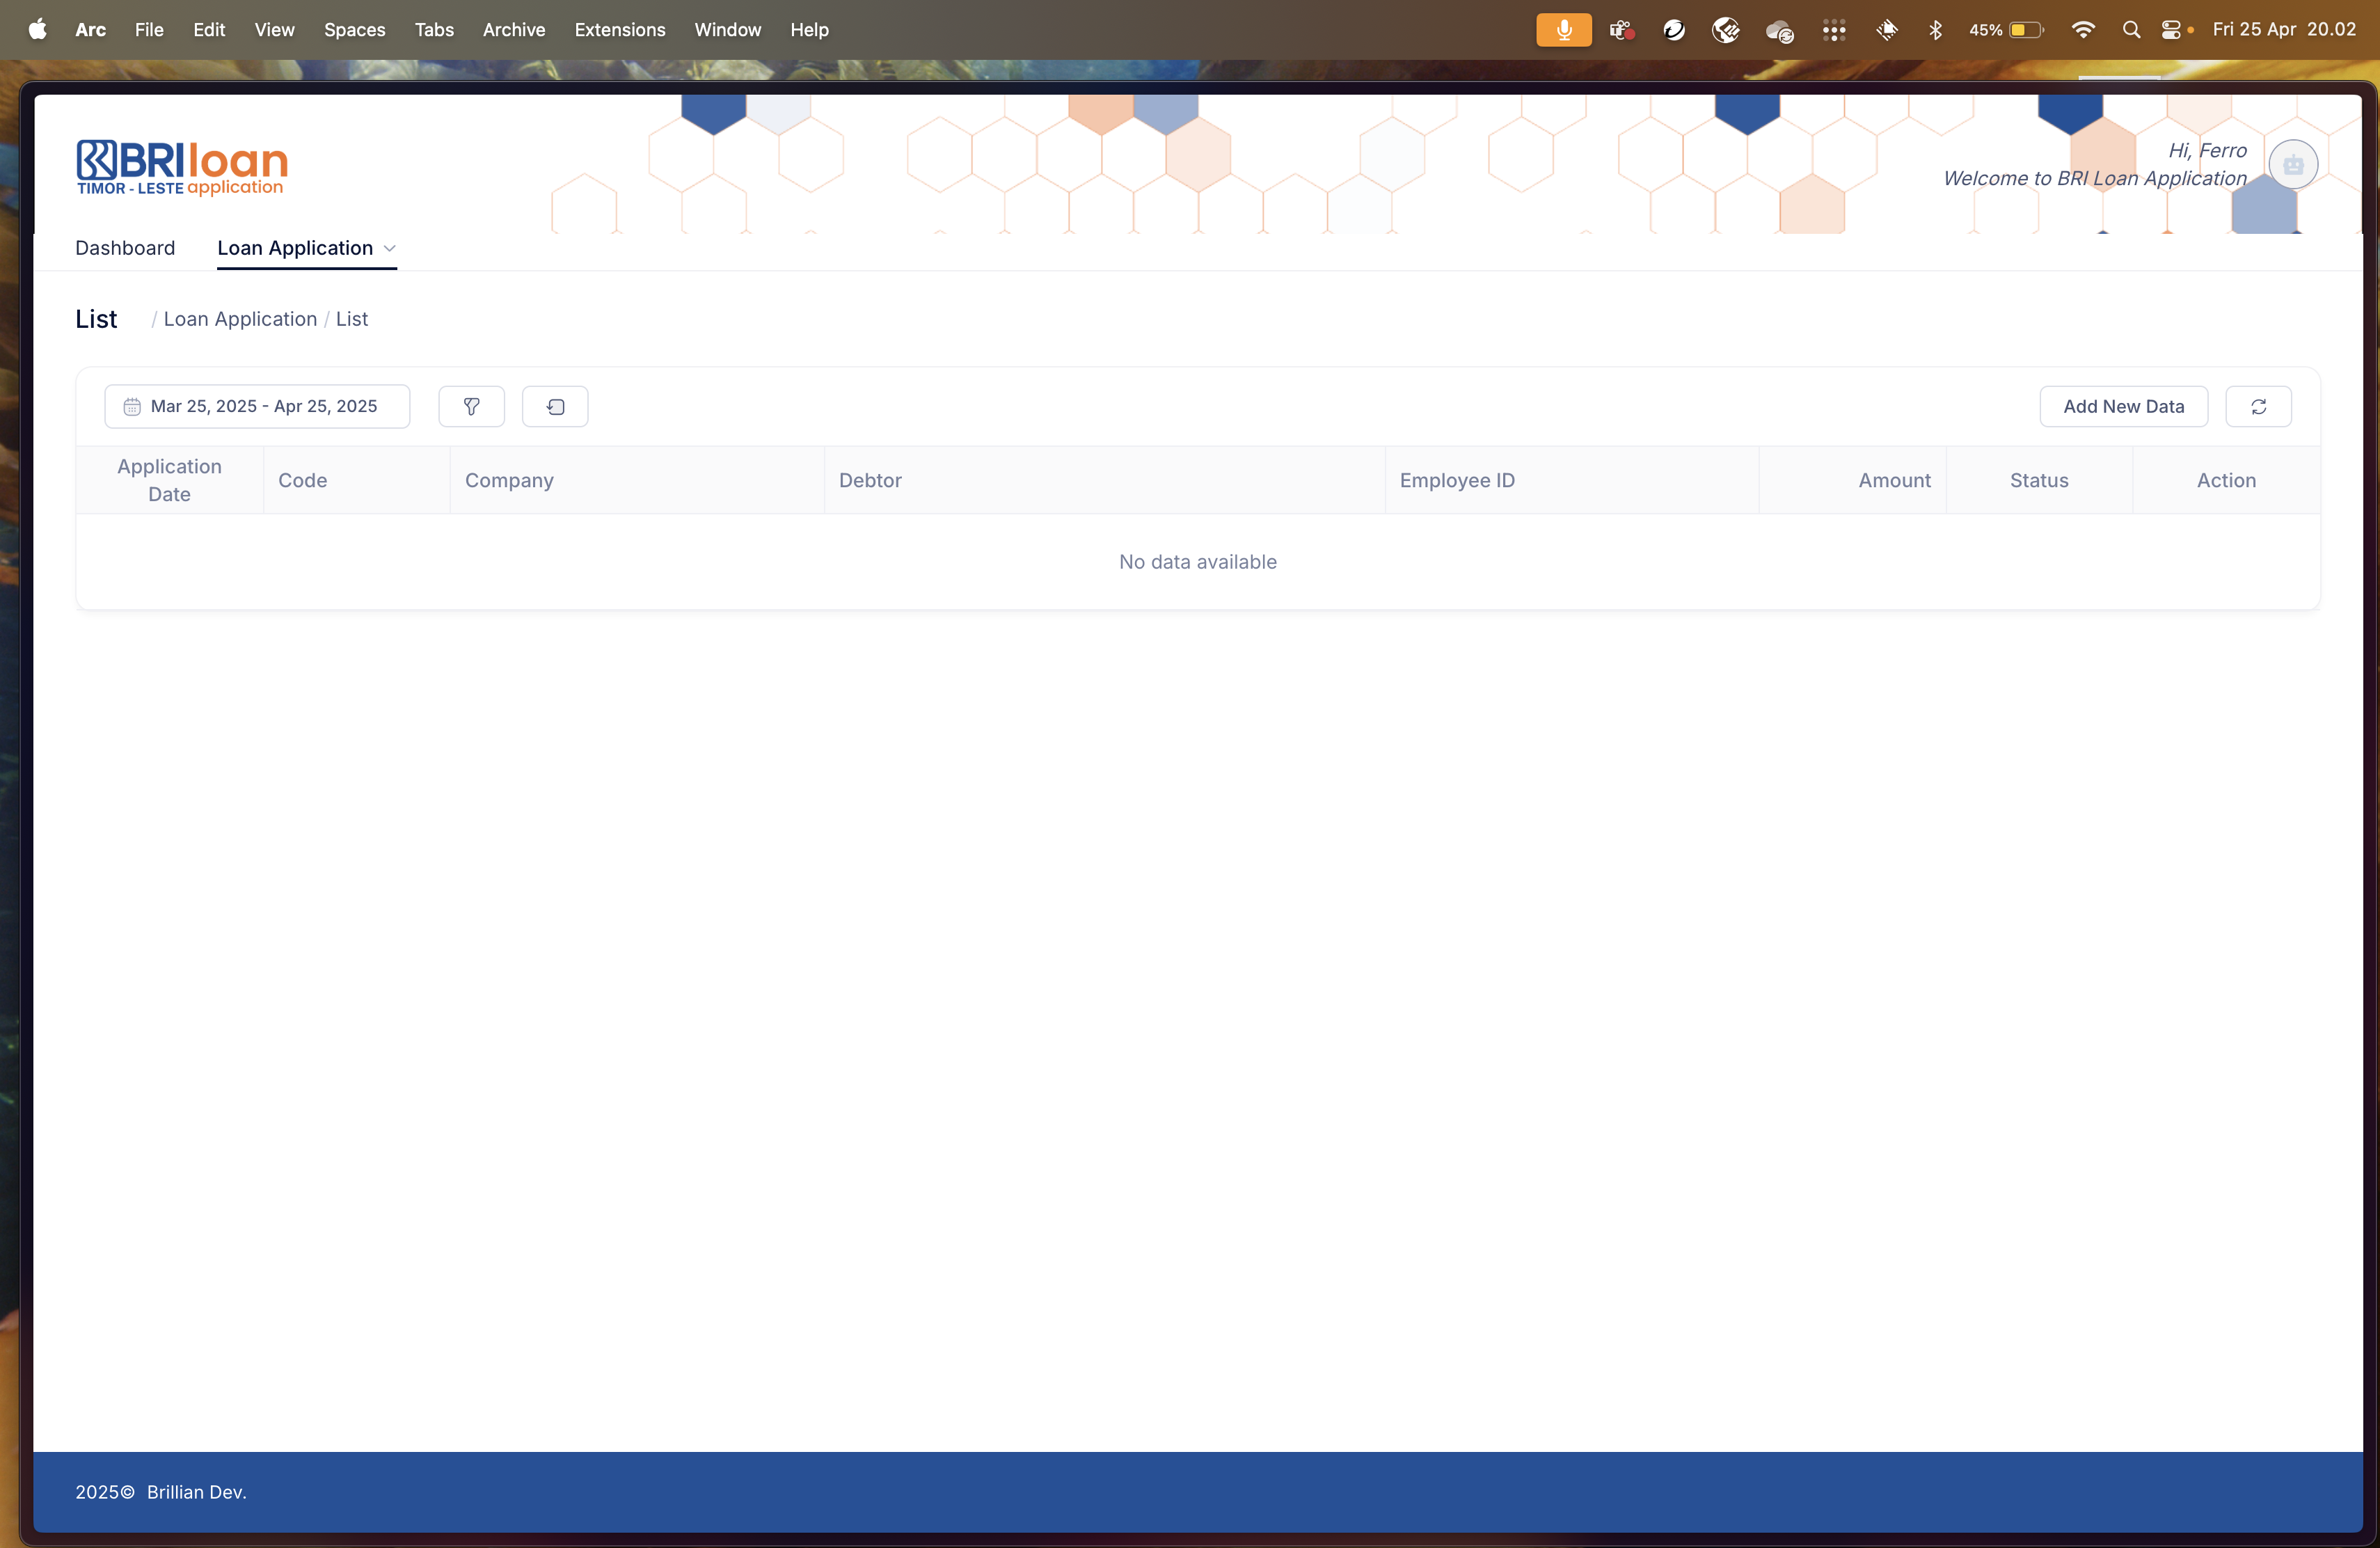 Arc File Edit View Spaces Tabs Archive Extensions Window Help 45% Fri 25 Apr 20.02
BRI loan
TIMOR - LESTE application
Hi, Ferro
Welcome to BRI Loan Application
Dashboard Loan Application
List / Loan Application / List
Mar 25, 2025 - Apr 25, 2025 Add New Data
Application Date Code Company Debtor Employee ID Amount Status Action
No data available
2025© Brillian Dev.